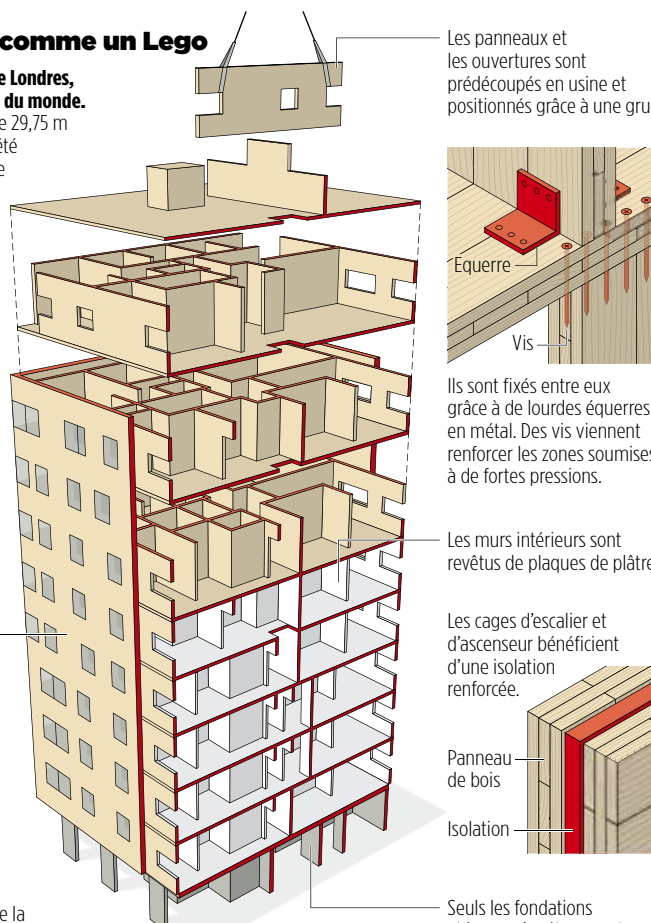 comme un Lego
e Londres,
du monde.
e 29,75 m
été
e
Les panneaux et
les ouvertures sont
prédécoupés en usine et
positionnés grâce à une gru
Equerre
Vis
Ils sont fixés entre eux
grâce à de lourdes équerres
en métal. Des vis viennent
renforcer les zones soumises
à de fortes pressions.
Les murs intérieurs sont
revêtus de plaques de plâtre
Les cages d’escalier et
d’ascenseur bénéficient
d’une isolation
renforcée.
Panneau
de bois
Isolation
e la
Seuls les fondations